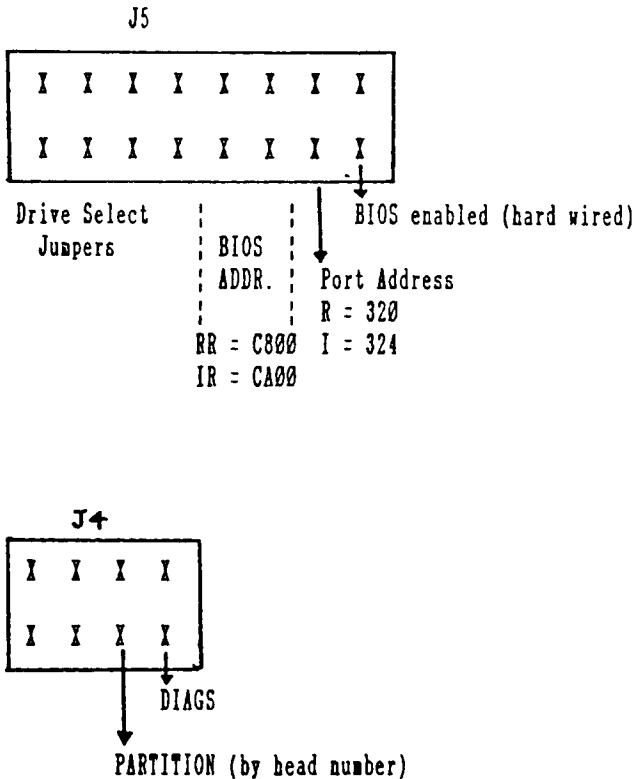 J5
X X X X X X X X
X X X X X X X X
Drive Select Jumpers
BIOS ADDR.
RR = C800
IR = CA00
Port Address
R = 320
I = 324
BIOS enabled (hard wired)
J4
X X X X
X X X X
DIAGS
PARTITION (by head number)